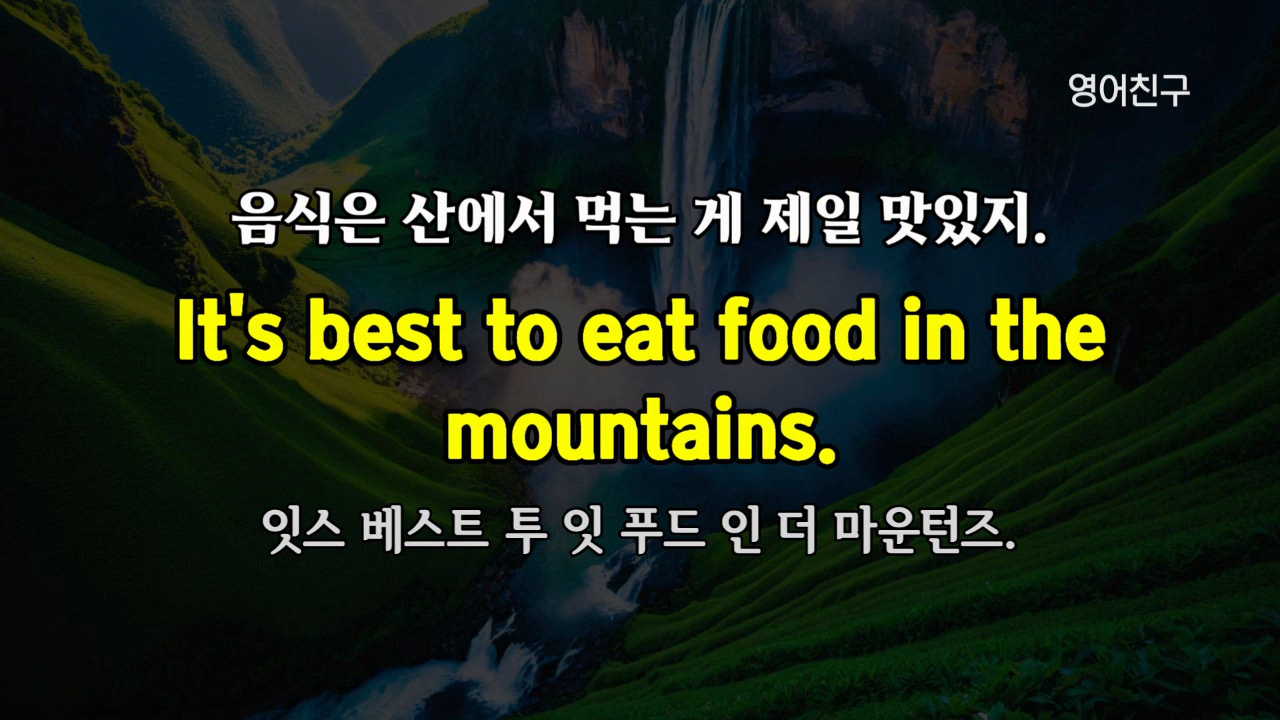 영어친구
음식은 산에서 먹는 게 제일 맛있지.
It's best to eat food in the
mountains.
잇스 베스트 투 잇 푸드 인 더 마운턴즈.